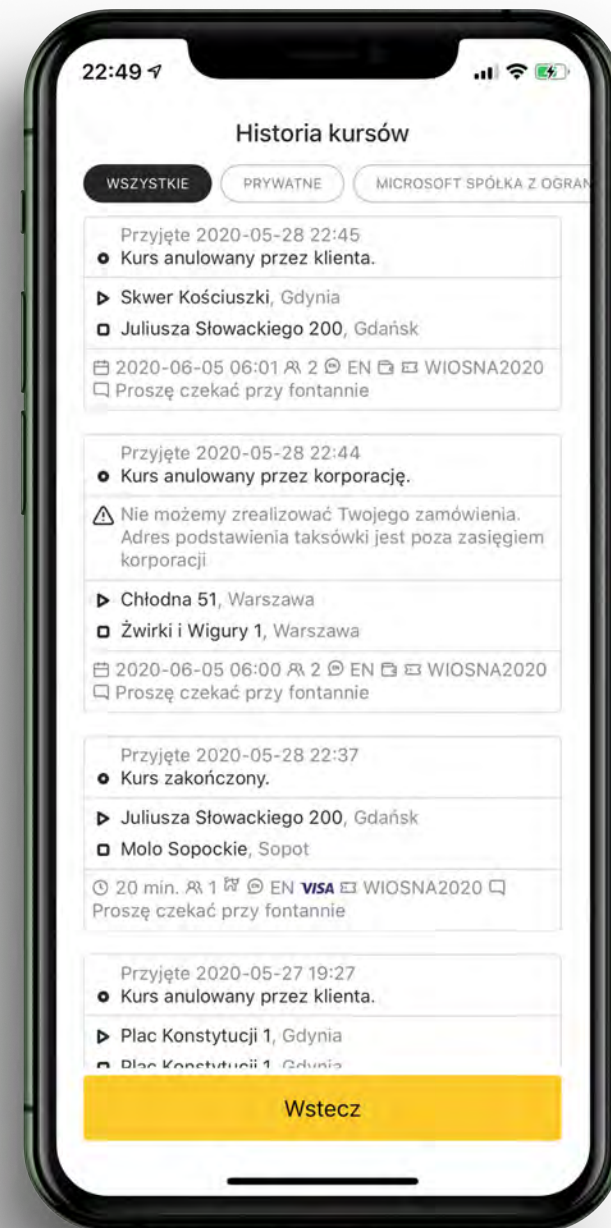 22:49
Historia kursów
WSZYSTKIE PRYWATNE MICROSOFT SPÓŁKA Z OGRAN
Przyjęte 2020-05-28 22:45
Kurs anulowany przez klienta.
Skwer Kościuszki, Gdynia
Juliusza Słowackiego 200, Gdańsk
2020-06-05 06:01 2 EN WIOSNA2020
Proszę czekać przy fontannie
Przyjęte 2020-05-28 22:44
Kurs anulowany przez korporację.
Nie możemy zrealizować Twojego zamówienia.
Adres podstawienia taksówki jest poza zasięgiem
korporacji
Chłodna 51, Warszawa
Żwirki i Wigury 1, Warszawa
2020-06-05 06:00 2 EN WIOSNA2020
Proszę czekać przy fontannie
Przyjęte 2020-05-28 22:37
Kurs zakończony.
Juliusza Słowackiego 200, Gdańsk
Molo Sopockie, Sopot
20 min. 1 EN VISA WIOSNA2020
Proszę czekać przy fontannie
Przyjęte 2020-05-27 19:27
Kurs anulowany przez klienta.
Plac Konstytucji 1, Gdynia
Plac Konstytucji 1, Gdynia
Wstecz